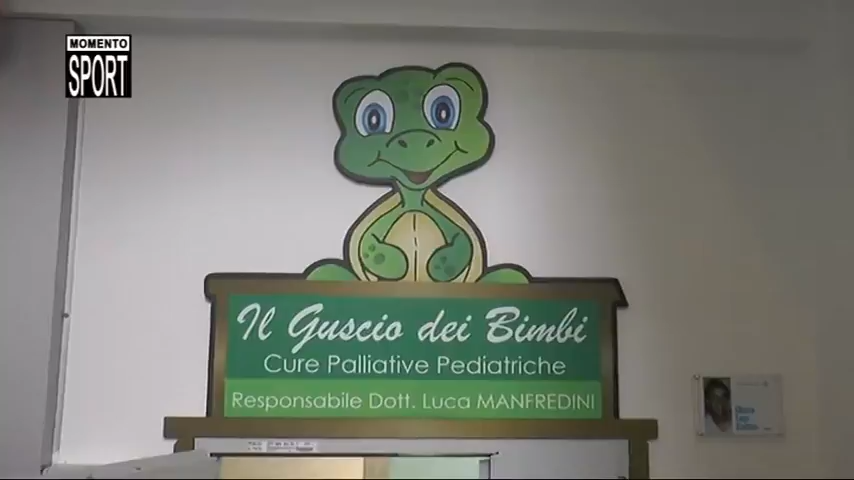 MOMENTO
SPORT
Il Guscio dei Bimbi
Cure Palliative Pediatriche
Responsabile Dott. Luca MANFREDINI